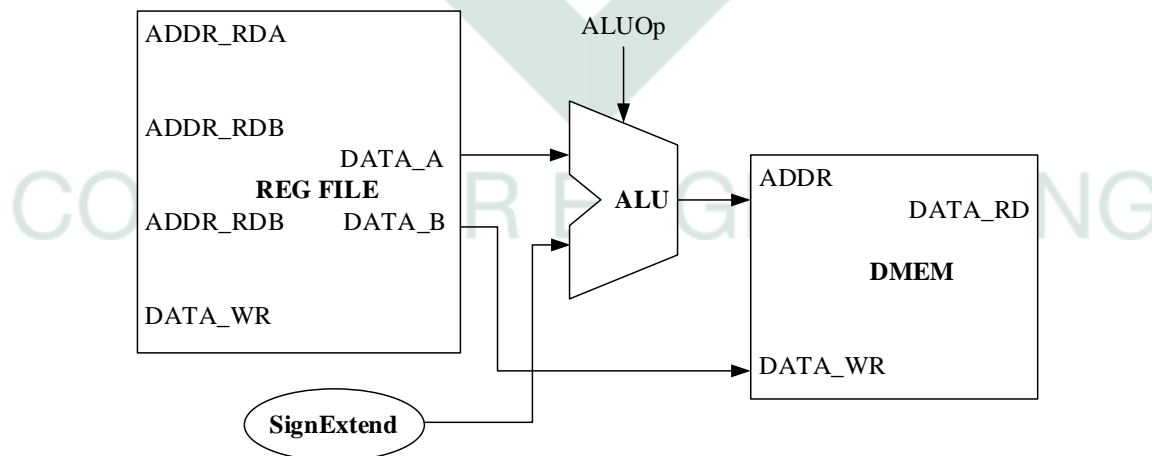 ALUOp
ADDR_RDA
ADDR_RDB
DATA_A
REG FILE
ADDR_RDB
DATA_B
DATA_WR
SignExtend
ALU
ADDR
DATA_RD
DMEM
DATA_WR